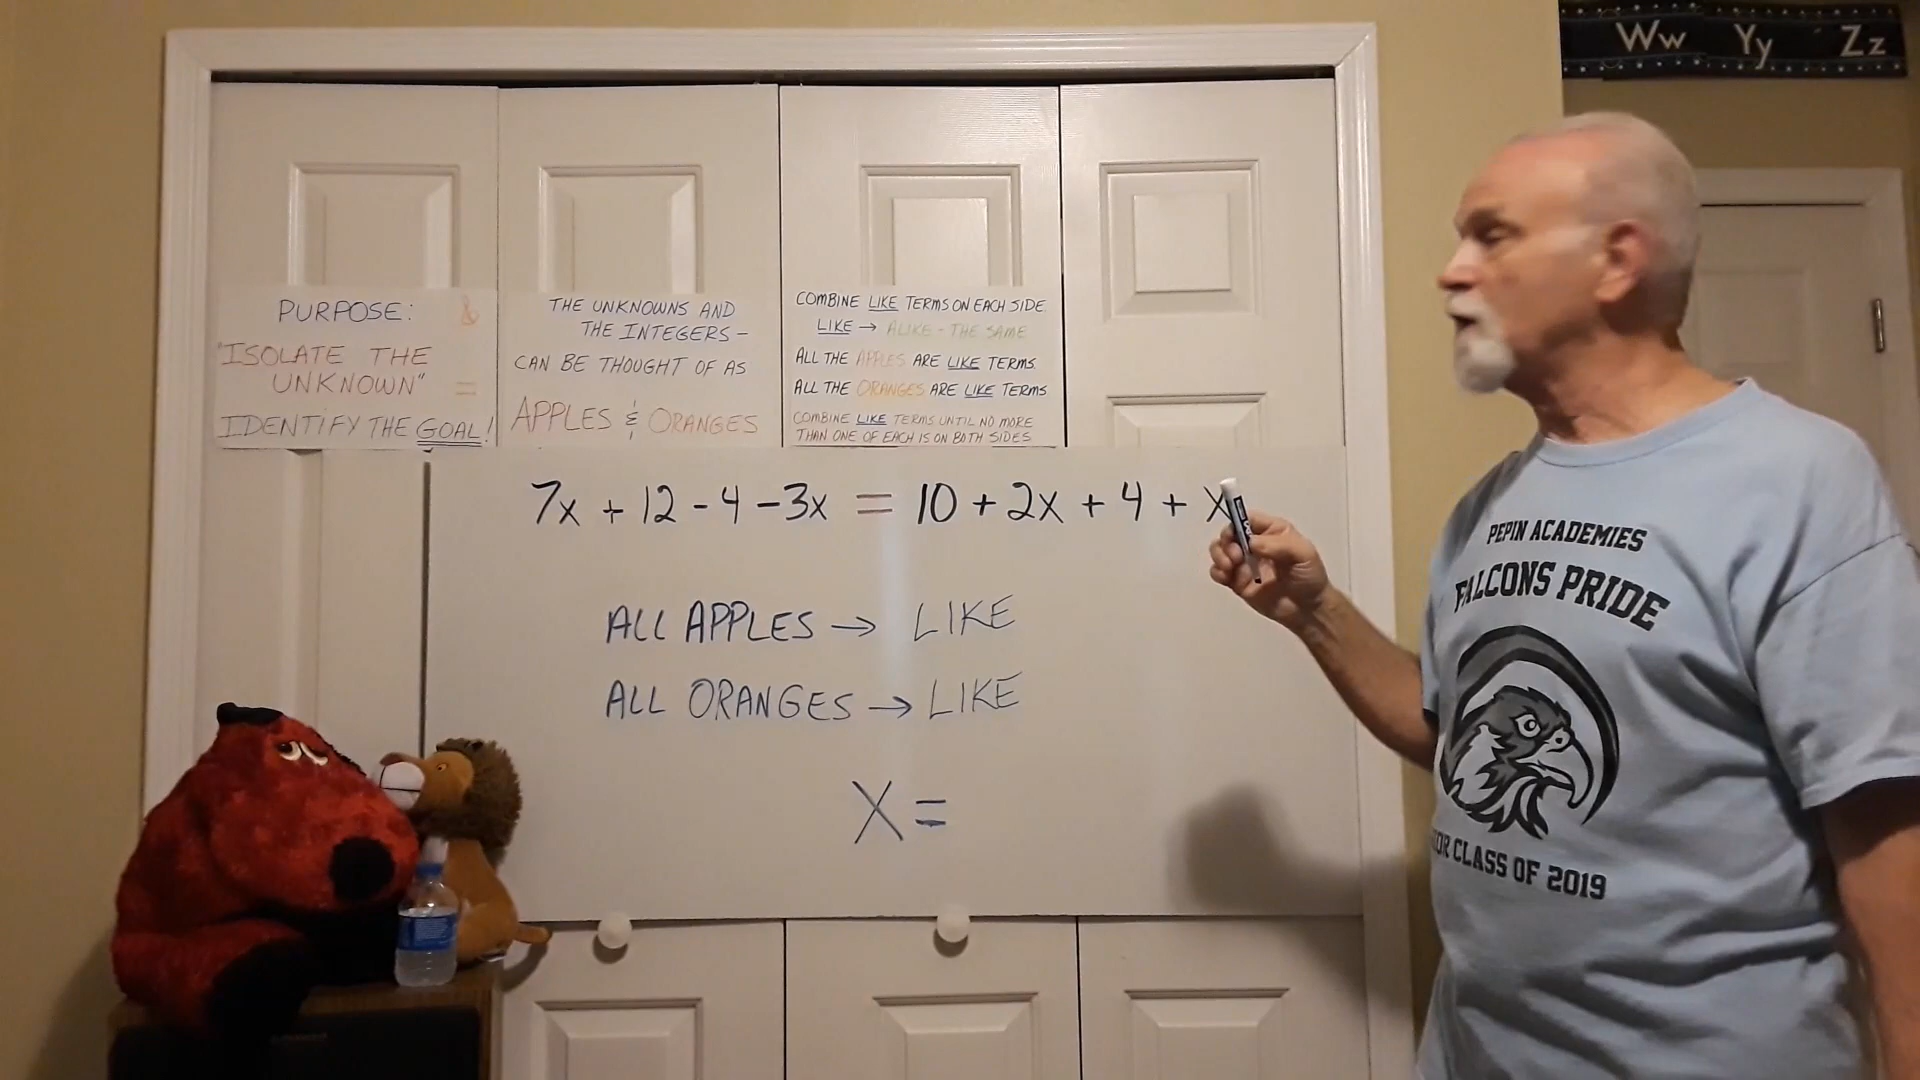 Ww Yy Zz
PURPOSE: &
"ISOLATE THE
UNKNOWN" =
IDENTIFY THE GOAL!
THE UNKNOWNS AND
THE INTEGERS –
CAN BE THOUGHT OF AS
APPLES & ORANGES
COMBINE LIKE TERMS ON EACH SIDE
LIKE → ALIKE - THE SAME
ALL THE APPLES ARE LIKE TERMS.
ALL THE ORANGES ARE LIKE TERMS
COMBINE LIKE TERMS UNTIL NO MORE
THAN ONE OF EACH IS ON BOTH SIDES
7x + 12 - 4 - 3x = 10 + 2x + 4 + x
ALL APPLES → LIKE
ALL ORANGES → LIKE
X =
PEPIN ACADEMIES
FALCONS PRIDE
CLASS OF 2019